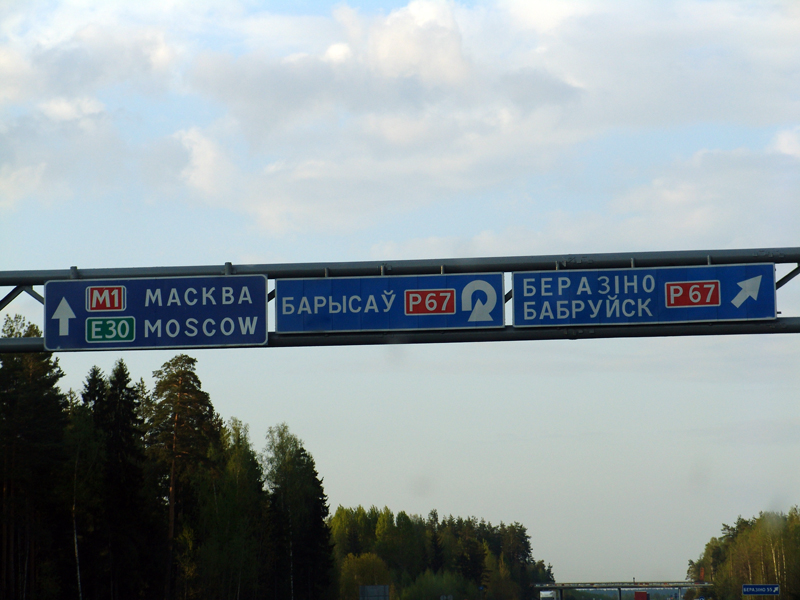 M1 МАСКВА
E30 MOSCOW
БАРЫСАЎ P67
БЕРАЗІНО
БАБРУЙСК P67